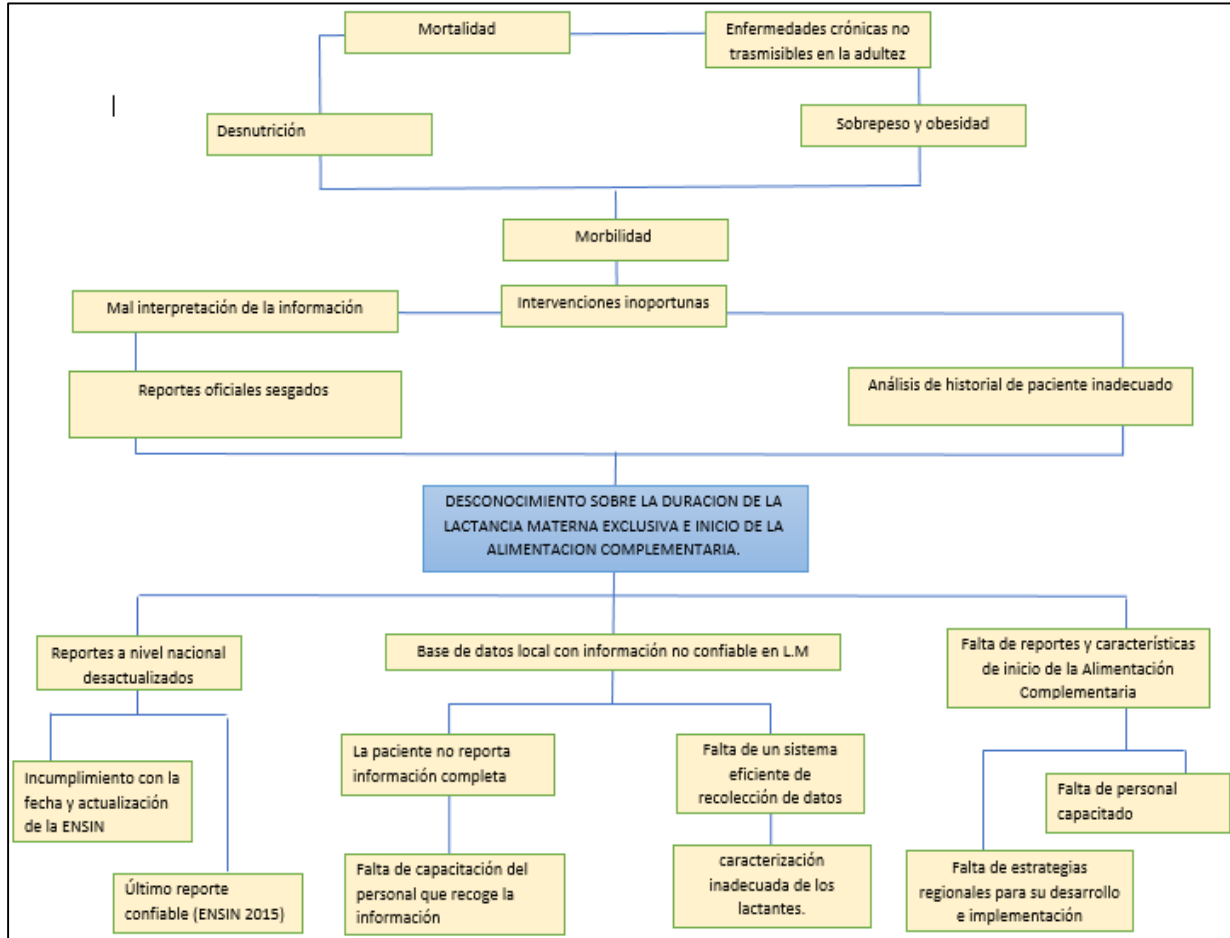 Mortalidad
Enfermedades crónicas no
trasmisibles en la adultez
Desnutrición
Sobrepeso y obesidad
Morbilidad
Mal interpretación de la información
Intervenciones inoportunas
Reportes oficiales sesgados
Análisis de historial de paciente inadecuado
DESCONOCIMIENTO SOBRE LA DURACION DE LA
LACTANCIA MATERNA EXCLUSIVA E INICIO DE LA
ALIMENTACION COMPLEMENTARIA.
Reportes a nivel nacional
desactualizados
Base de datos local con información no confiable en L.M
Falta de reportes y características
de inicio de la Alimentación
Complementaria
Incumplimiento con la
fecha y actualización
de la ENSIN
La paciente no reporta
información completa
Falta de un sistema
eficiente de
recolección de datos
Falta de personal
capacitado
Último reporte
confiable (ENSIN 2015)
Falta de capacitación del
personal que recoge la
información
caracterización
inadecuada de los
lactantes.
Falta de estrategias
regionales para su desarrollo
e implementación